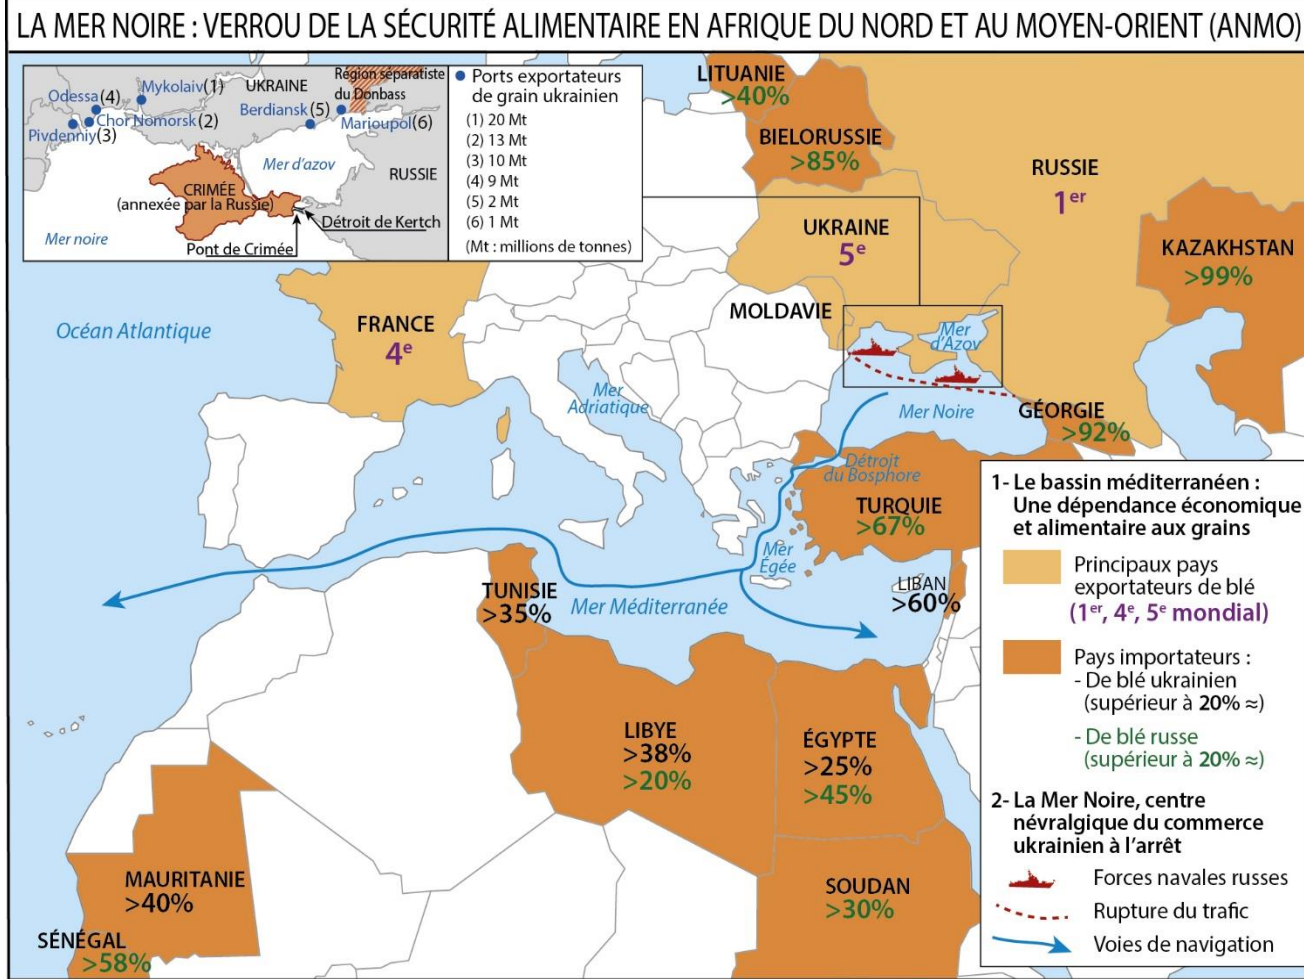 LA MER NOIRE : VERROU DE LA SÉCURITÉ ALIMENTAIRE EN AFRIQUE DU NORD ET AU MOYEN-ORIENT (ANMO)
Mykolaiv(1)
Odessa (4)
Chor Nomorsk (2)
Pivdenniy(3)
UKRAINE
Région séparatiste
du Donbass
Berdiansk(5)
Marioupol(6)
Mer d'azov
RUSSIE
CRIMÉE
(annexée par la Russie)
Détroit de Kertch
Mer noire
Pont de Crimée
Ports exportateurs
de grain ukrainien
(1) 20 Mt
(2) 13 Mt
(3) 10 Mt
(4) 9 Mt
(5) 2 Mt
(6) 1 Mt
(Mt : millions de tonnes)
LITUANIE
>40%
BIELORUSSIE
>85%
RUSSIE
1er
UKRAINE
5e
KAZAKHSTAN
>99%
MOLDAVIE
FRANCE
4e
Océan Atlantique
Mer
d'Azov
Mer
Adriatique
Mer Noire
GÉORGIE
>92%
Détroit
du Bosphore
TURQUIE
>67%
Mer
Égée
LIBAN
>60%
TUNISIE
>35%
Mer Méditerranée
LIBYE
>38%
>20%
ÉGYPTE
>25%
>45%
MAURITANIE
>40%
SOUDAN
>30%
SÉNÉGAL
>58%
1- Le bassin méditerranéen :
Une dépendance économique
et alimentaire aux grains
Principaux pays
exportateurs de blé
(1er, 4e, 5e mondial)
Pays importateurs :
- De blé ukrainien
(supérieur à 20% ≈)
- De blé russe
(supérieur à 20% ≈)
2- La Mer Noire, centre
névralgique du commerce
ukrainien à l'arrêt
Forces navales russes
Rupture du trafic
Voies de navigation